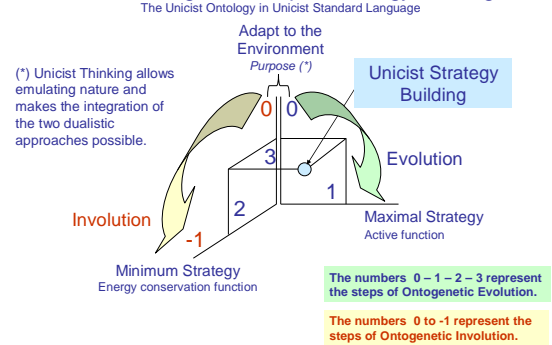 The Unicist Ontology in Unicist Standard Language
Adapt to the
Environment
Purpose (*)
(*) Unicist Thinking allows
emulating nature and
makes the integration of
the two dualistic
approaches possible.
Unicist Strategy
Building
0
0
3
Evolution
1
2
Involution
-1
Maximal Strategy
Active function
Minimum Strategy
Energy conservation function
The numbers 0 – 1 – 2 – 3 represent
the steps of Ontogenetic Evolution.
The numbers 0 to -1 represent the
steps of Ontogenetic Involution.